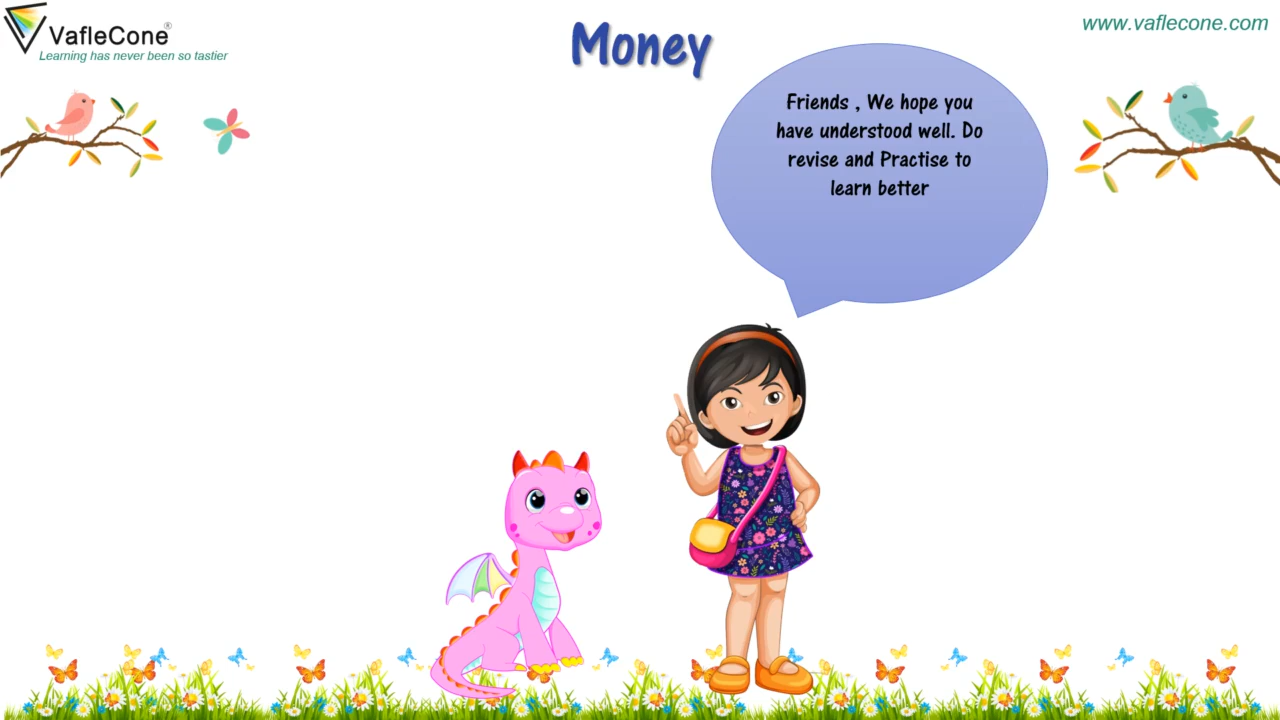 VafleCone®
Learning has never been so tastier
Money
www.vaflecone.com
Friends , We hope you
have understood well. Do
revise and Practise to
learn better